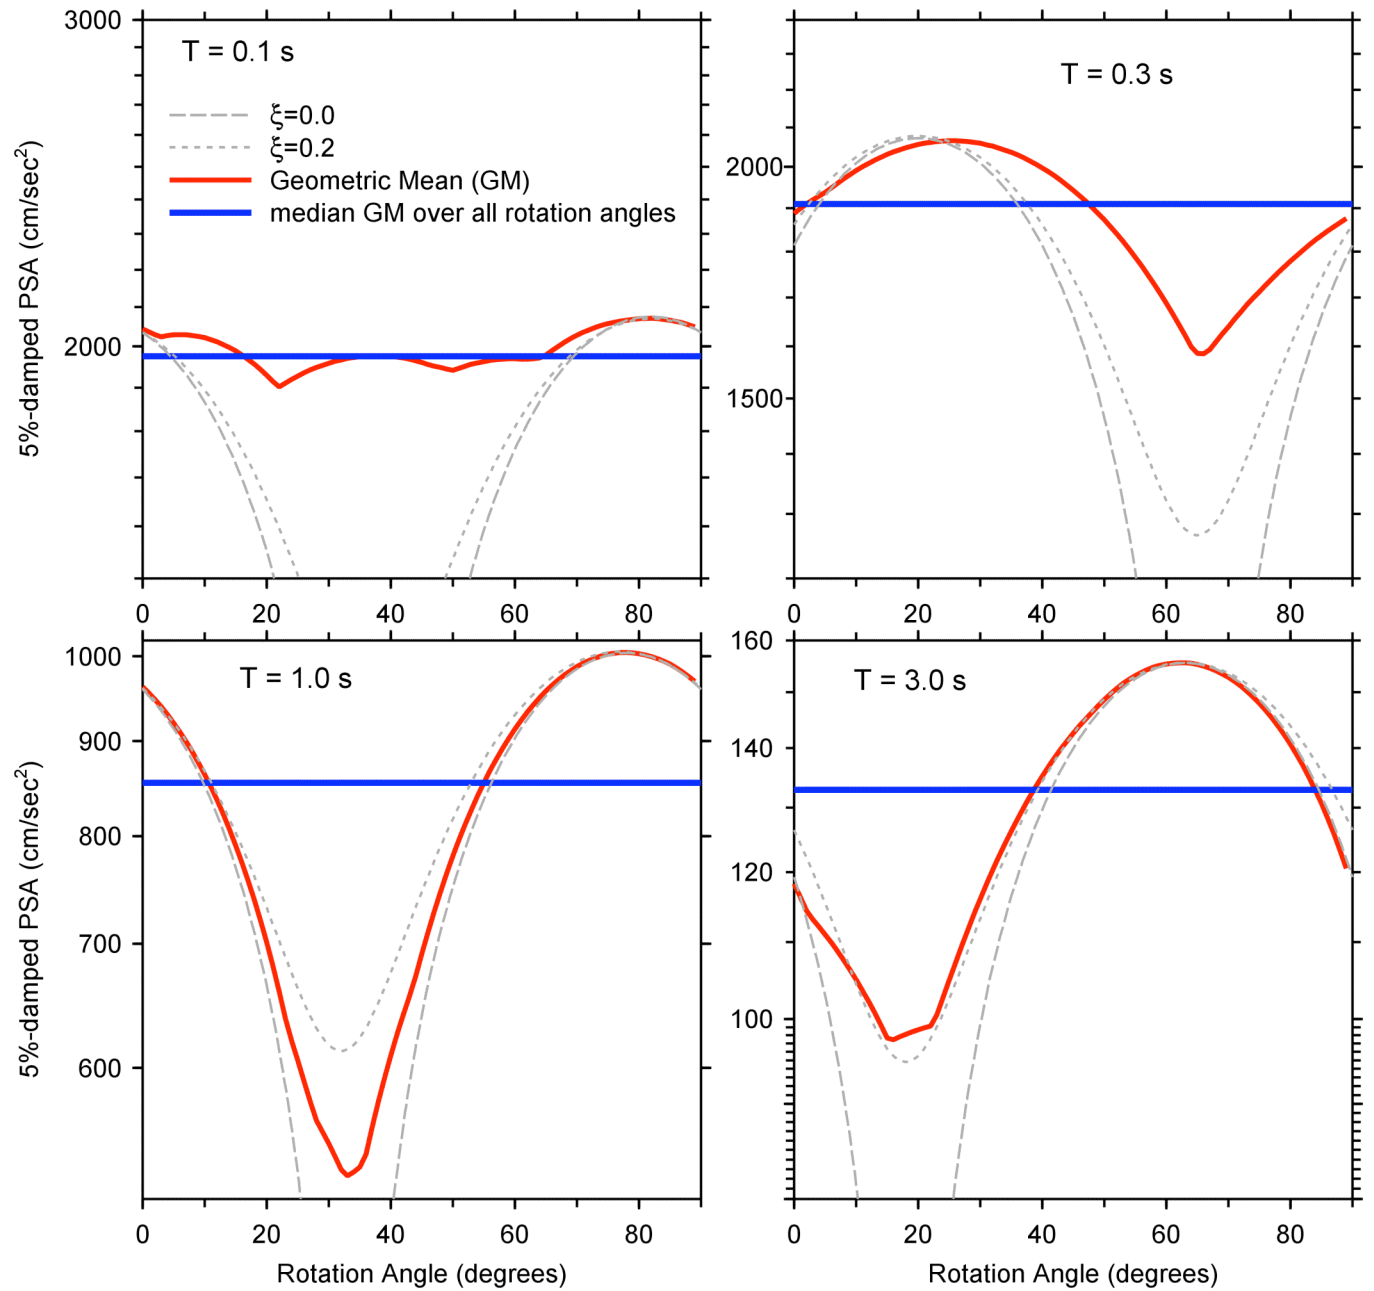 3000
2000
5%-damped PSA (cm/sec²)
T = 0.1 s
ξ=0.0
ξ=0.2
Geometric Mean (GM)
median GM over all rotation angles
0 20 40 60 80
2000
1500
T = 0.3 s
0 20 40 60 80
1000
900
800
700
600
5%-damped PSA (cm/sec²)
T = 1.0 s
0 20 40 60 80
Rotation Angle (degrees)
160
140
120
100
T = 3.0 s
0 20 40 60 80
Rotation Angle (degrees)